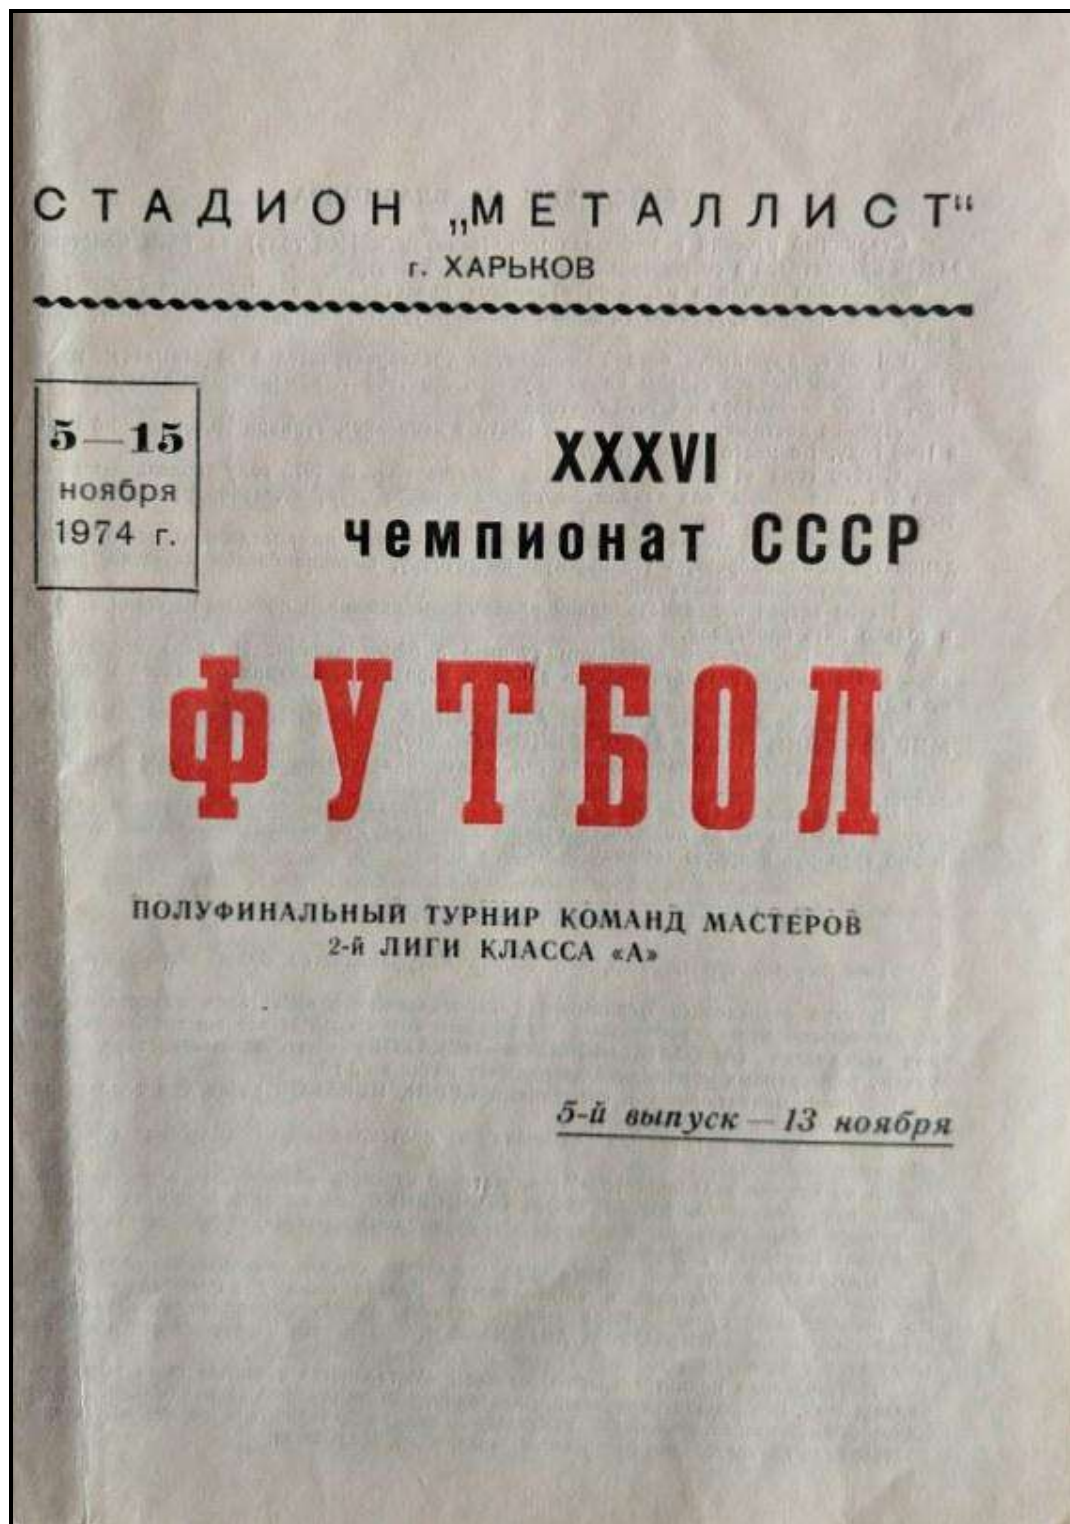 СТАДИОН „МЕТАЛЛИСТ“
г. ХАРЬКОВ
5—15
ноября
1974 г.
XXXVI
чемпионат СССР
ФУТБОЛ
ПОЛУФИНАЛЬНЫЙ ТУРНИР КОМАНД МАСТЕРОВ
2-й ЛИГИ КЛАССА «А»
5-й выпуск — 13 ноября